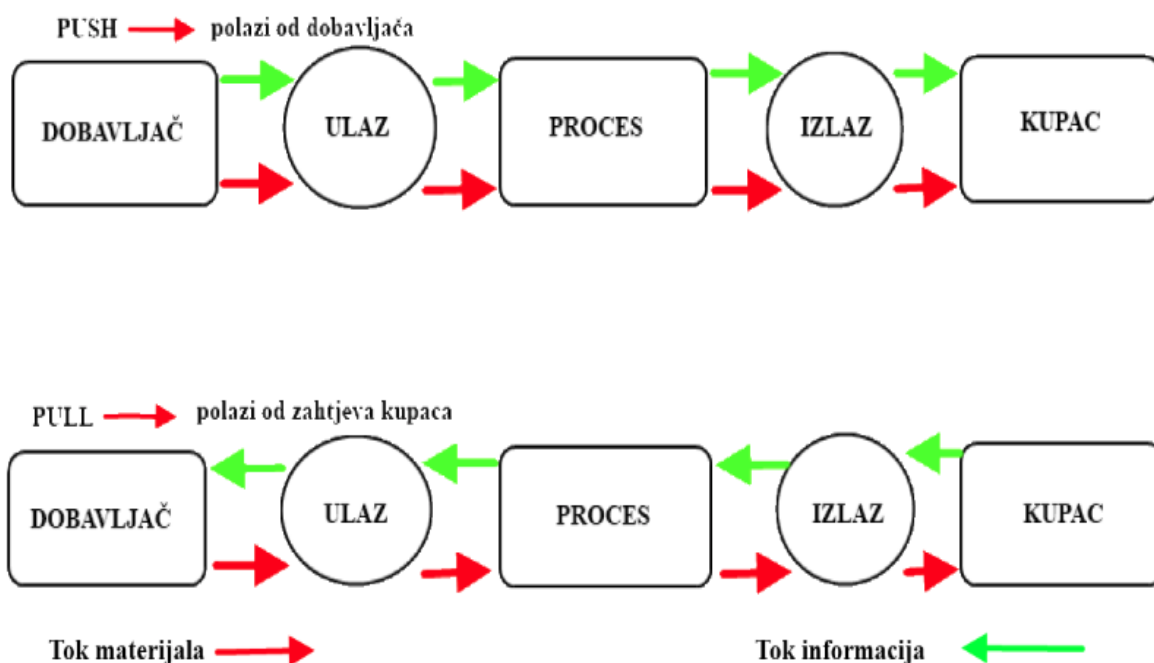 PUSH polazi od dobavljača
DOBAVLJAČ ULAZ PROCES IZLAZ KUPAC
PULL polazi od zahtjeva kupaca
DOBAVLJAČ ULAZ PROCES IZLAZ KUPAC
Tok materijala Tok informacija